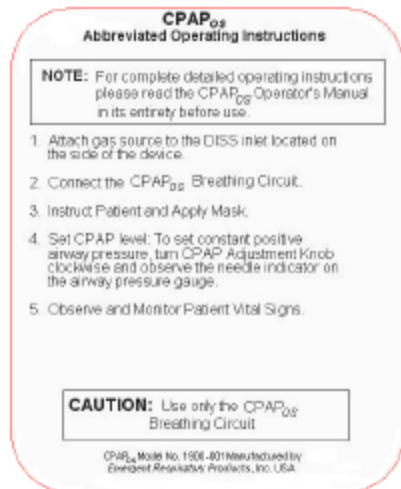 CPAPOS
Abbreviated Operating Instructions
NOTE: For complete detailed operating instructions
please read the CPAPOS Operator's Manual
in its entirety before use.
1. Attach gas source to the DISS inlet located on
the side of the device.
2. Connect the CPAPOS Breathing Circuit.
3. Instruct Patient and Apply Mask.
4. Set CPAP level: To set constant positive
airway pressure, turn CPAP Adjustment Knob
clockwise and observe the needle indicator on
the airway pressure gauge.
5. Observe and Monitor Patient Vital Signs.
CAUTION: Use only the CPAPOS
Breathing Circuit
CPAPOS Model No. 1900-801 Manufactured by
Emergent Respiratory Products, Inc. USA